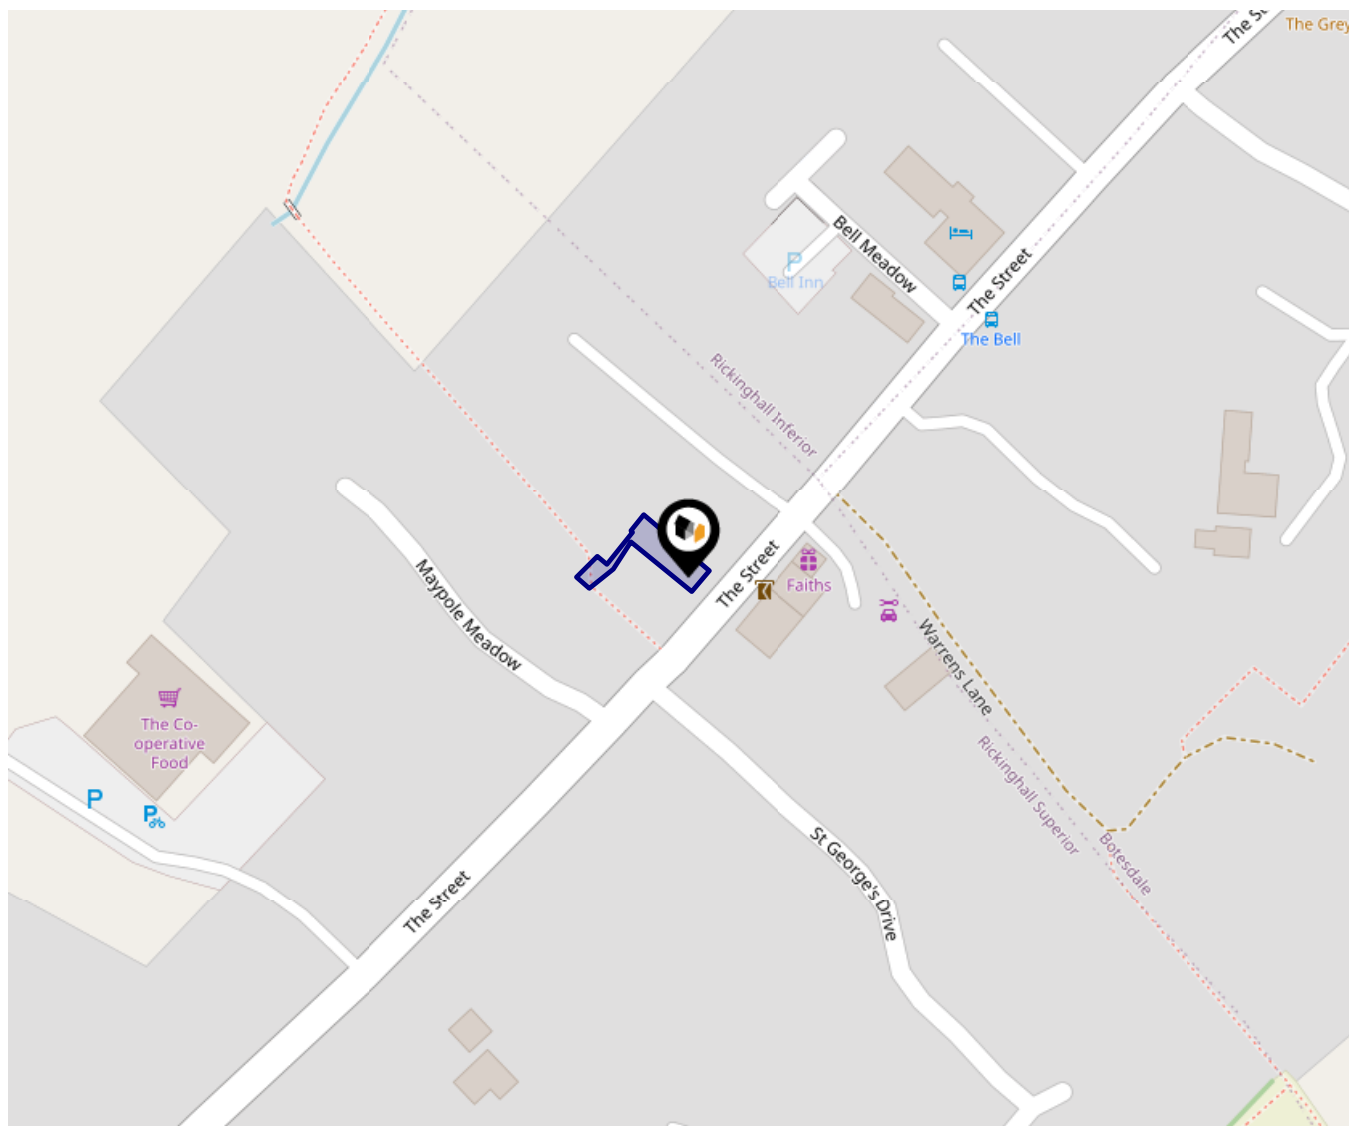 The St
The Grey
Bell Meadow
P
Bell Inn
The Street
The Bell
Rickinghall Inferior
The Street
Faiths
Maypole Meadow
Warrens Lane
The Co-
operative
Food
P
P
Rickinghall Superior
Botesdale
St George's Drive
The Street